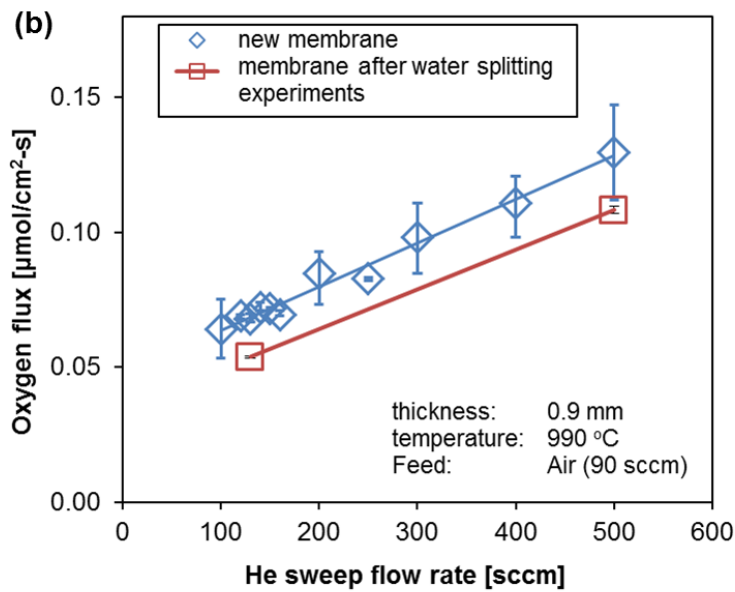 (b)
new membrane
membrane after water splitting
experiments
0.15
0.10
0.05
0.00
Oxygen flux [µmol/cm²-s]
thickness: 0.9 mm
temperature: 990 °C
Feed: Air (90 sccm)
0 100 200 300 400 500 600
He sweep flow rate [sccm]